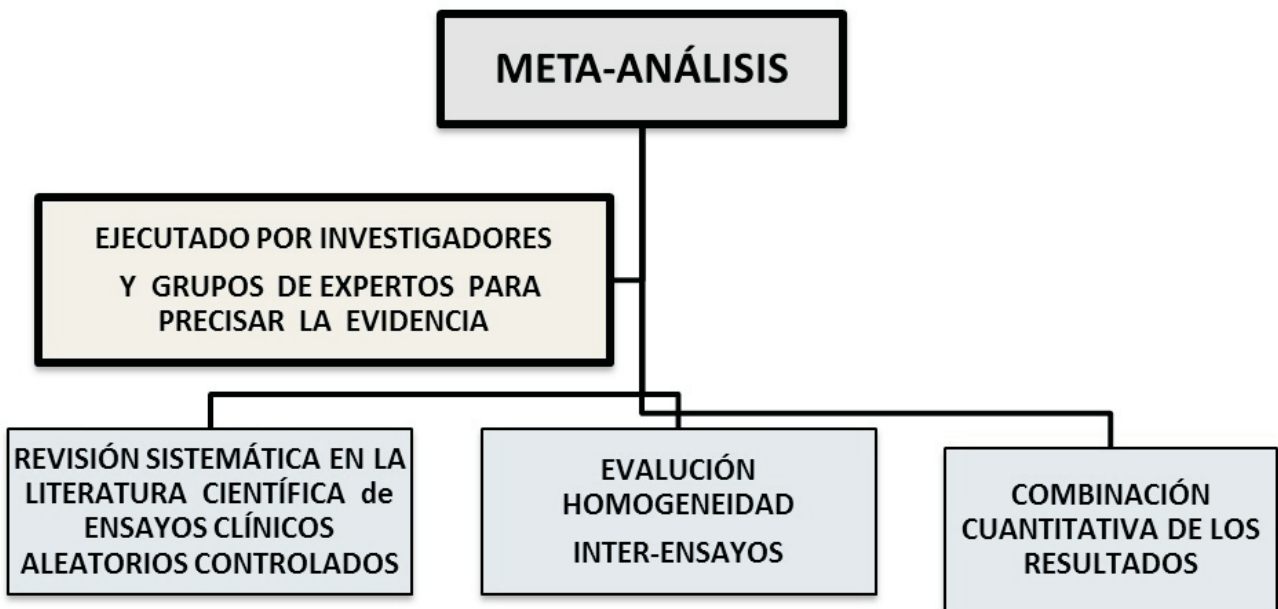 META-ANÁLISIS
EJECUTADO POR INVESTIGADORES
Y GRUPOS DE EXPERTOS PARA
PRECISAR LA EVIDENCIA
REVISIÓN SISTEMÁTICA EN LA
LITERATURA CIENTÍFICA de
ENSAYOS CLÍNICOS
ALEATORIOS CONTROLADOS
EVALUCIÓN
HOMOGENEIDAD
INTER-ENSAYOS
COMBINACIÓN
CUANTITATIVA DE LOS
RESULTADOS